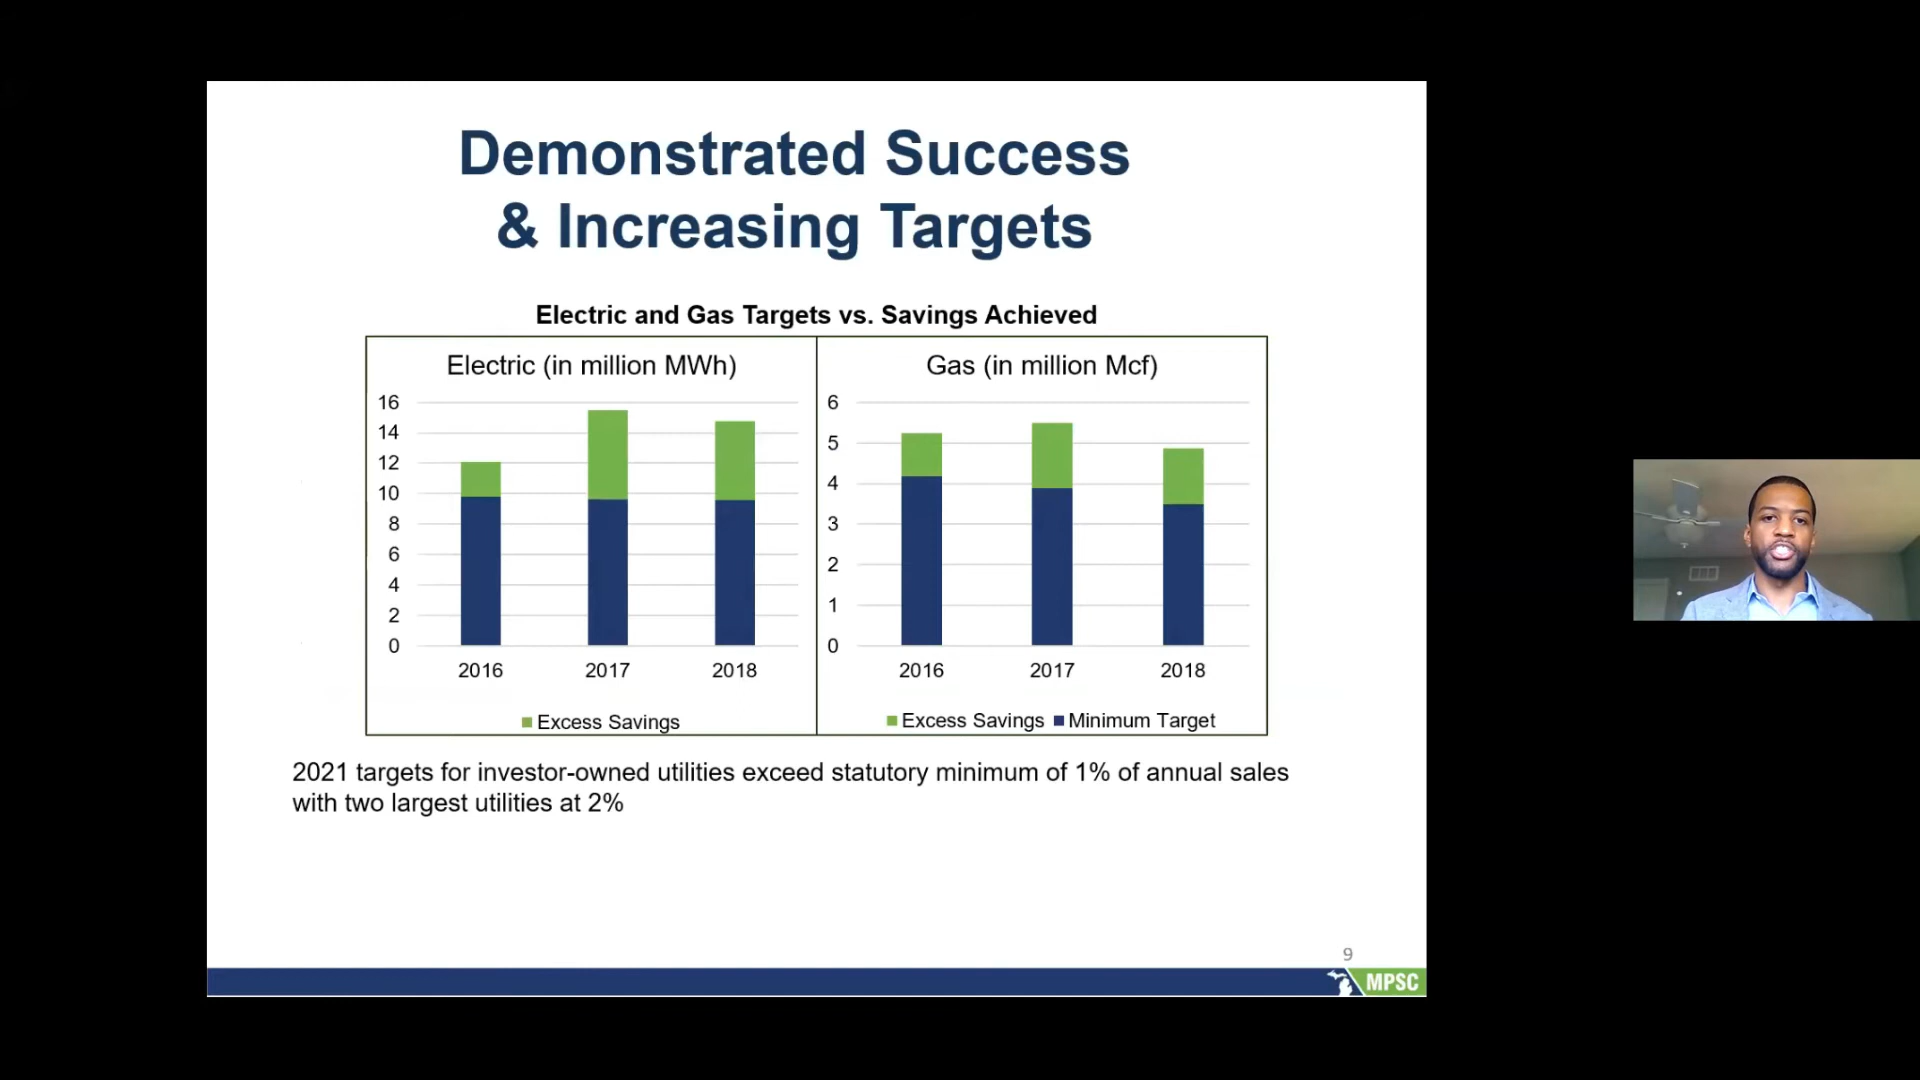 Demonstrated Success
& Increasing Targets
Electric and Gas Targets vs. Savings Achieved
Electric (in million MWh)
16
14
12
10
8
6
4
2
0
2016 2017 2018
Excess Savings
Gas (in million Mcf)
6
5
4
3
2
1
0
2016 2017 2018
Excess Savings Minimum Target
2021 targets for investor-owned utilities exceed statutory minimum of 1% of annual sales
with two largest utilities at 2%
9
MPSC